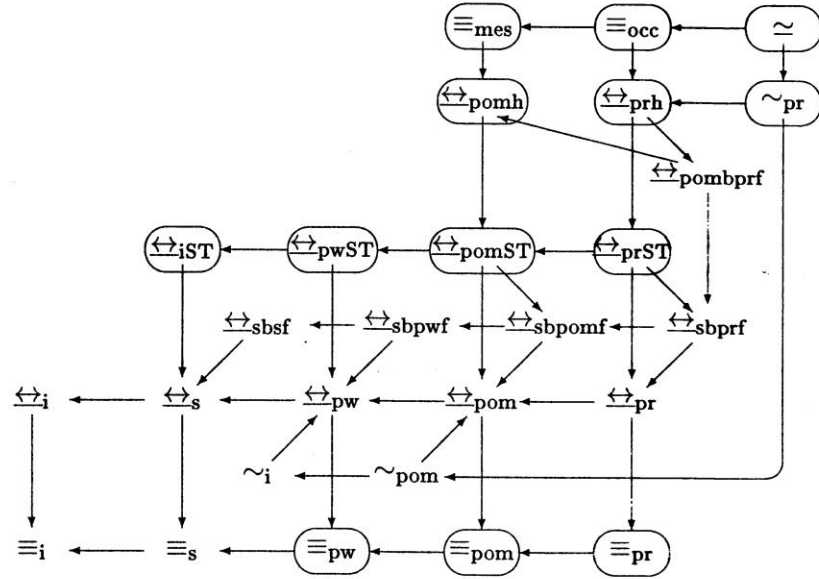 ≡mes ≡occ ≃
↔pomh ↔prh ∼pr
↔pombprf
↔iST ↔pwST ↔pomST ↔prST
↔sbsf ↔sbpwf ↔sbpomf ↔sbprf
↔i ↔s ↔pw ↔pom ↔pr
∼i ∼pom
≡i ≡s ≡pw ≡pom ≡pr